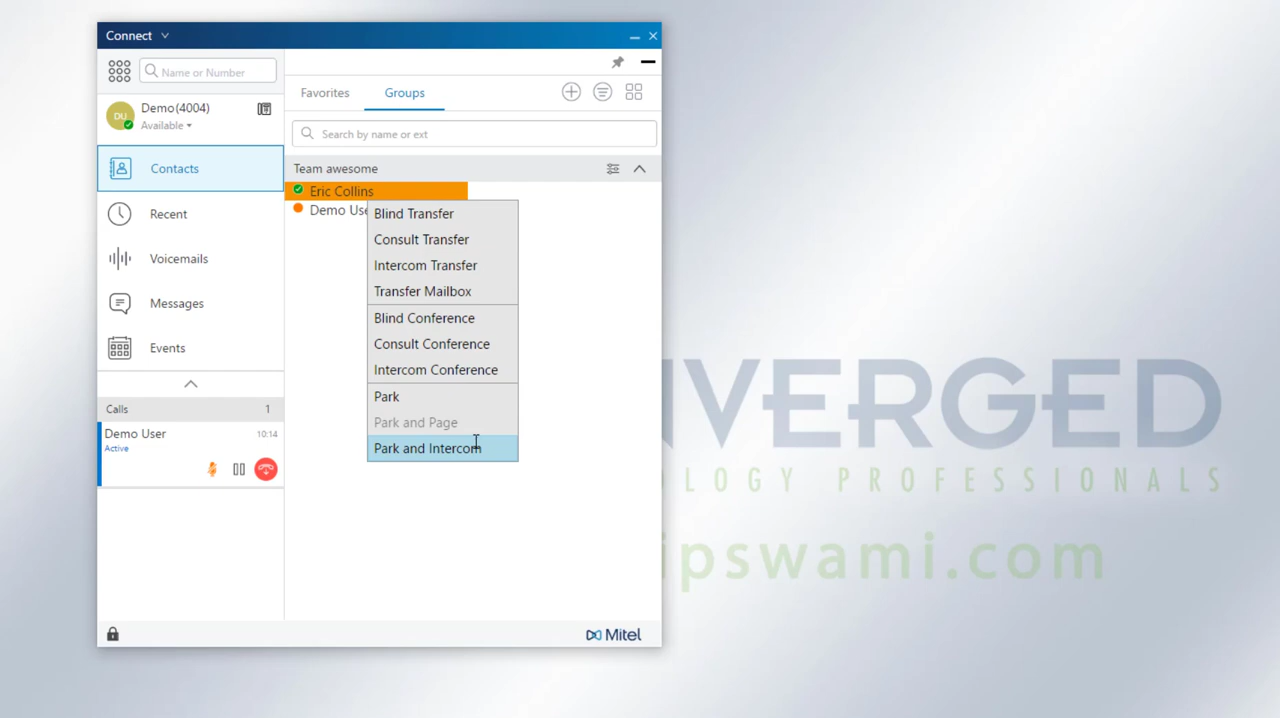 Connect
Name or Number
DU
Demo(4004)
Available
Contacts
Recent
Voicemails
Messages
Events
Calls 1
Demo User 10:14
Active
Favorites Groups
Search by name or ext
Team awesome
Eric Collins
Demo Use
Blind Transfer
Consult Transfer
Intercom Transfer
Transfer Mailbox
Blind Conference
Consult Conference
Intercom Conference
Park
Park and Page
Park and Intercom
Mitel
NVERGED
OLOGY PROFESSIONALS
ipswami.com